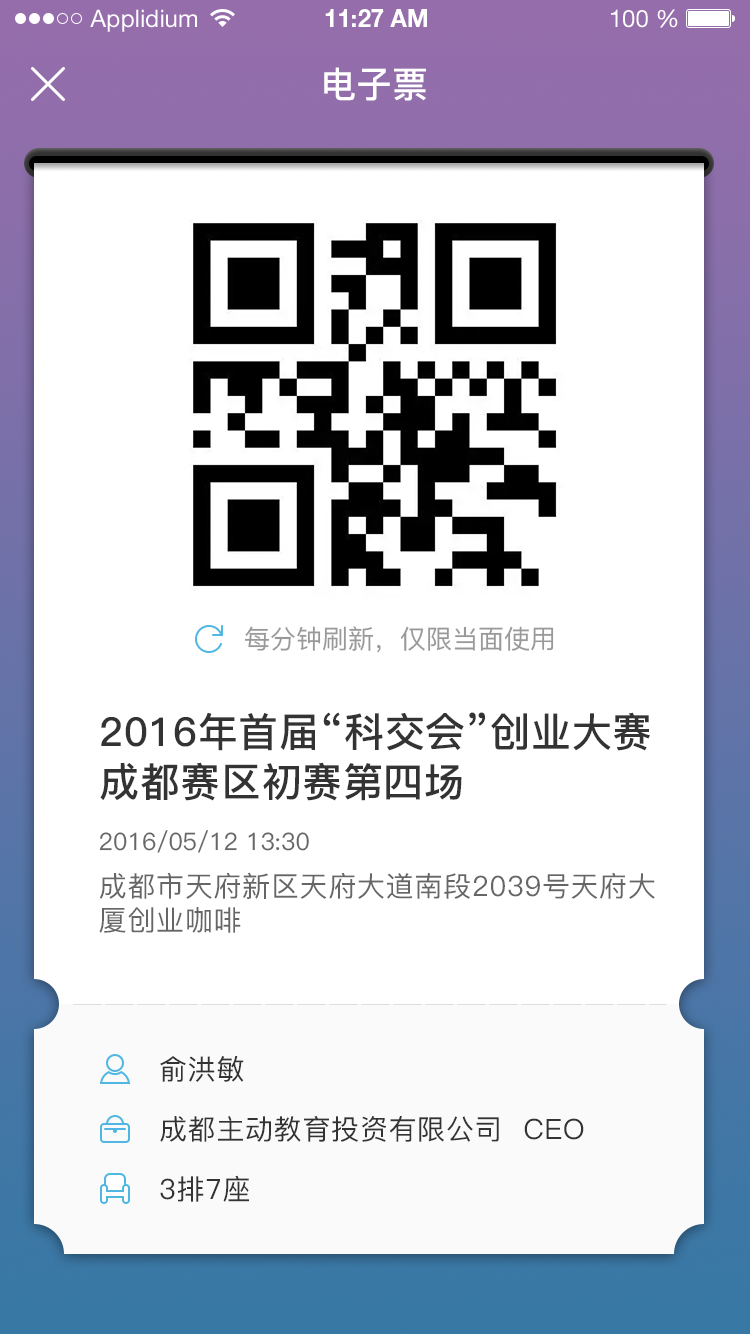 Applidium 11:27 AM 100 %
电子票
每分钟刷新，仅限当面使用
2016年首届“科交会”创业大赛
成都赛区初赛第四场
2016/05/12 13:30
成都市天府新区天府大道南段2039号天府大
厦创业咖啡
俞洪敏
成都主动教育投资有限公司 CEO
3排7座